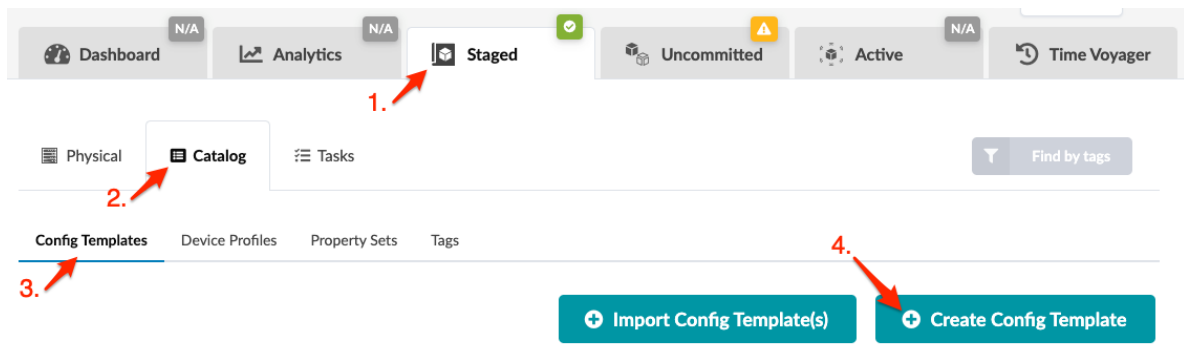 N/A N/A N/A
Dashboard Analytics Staged Uncommitted Active Time Voyager
1.
Physical Catalog Tasks Find by tags
2.
Config Templates Device Profiles Property Sets Tags
4.
3.
Import Config Template(s) Create Config Template